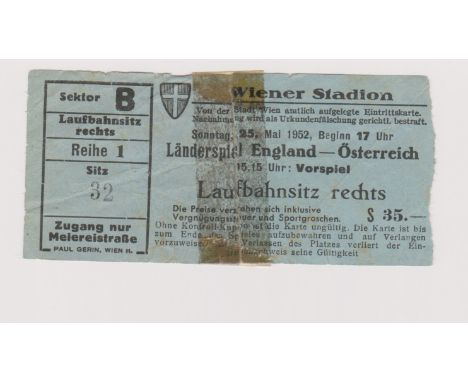 Sektor B
Laufbahnsitz
rechts
Reihe 1
Sitz
32
Zugang nur
Meiereistraße
PAUL GERIN, WIEN II.
Wiener Stadion
Von der Stadt Wien amtlich aufgelegte Eintrittskarte.
Nachahmung wird als Urkundenfälschung gerichtl. bestraft.
Sonntag, 25. Mai 1952, Beginn 17 Uhr
Länderspiel England—Österreich
15,15 Uhr: Vorspiel
Laufbahnsitz rechts
Die Preise verstehen sich inklusive
Vergnügungssteuer und Sportgroschen.
S 35.—
Ohne Kontroll-Kupon ist die Karte ungültig. Die Karte ist bis
zum Ende des Spieles aufzubewahren und auf Verlangen
vorzuweisen. Verlassen des Platzes verliert der Ein-
seine Gültigkeit